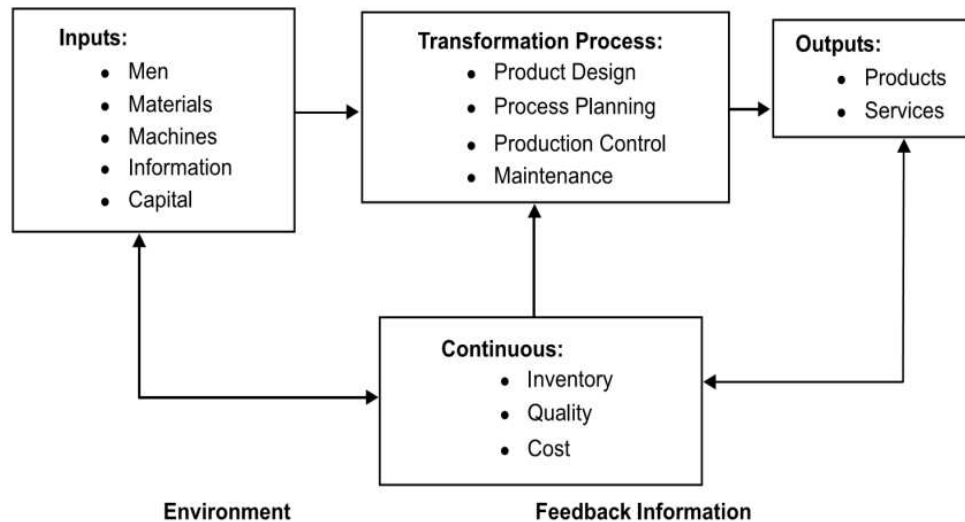 Inputs:
• Men
• Materials
• Machines
• Information
• Capital
Transformation Process:
• Product Design
• Process Planning
• Production Control
• Maintenance
Outputs:
• Products
• Services
Continuous:
• Inventory
• Quality
• Cost
Environment
Feedback Information